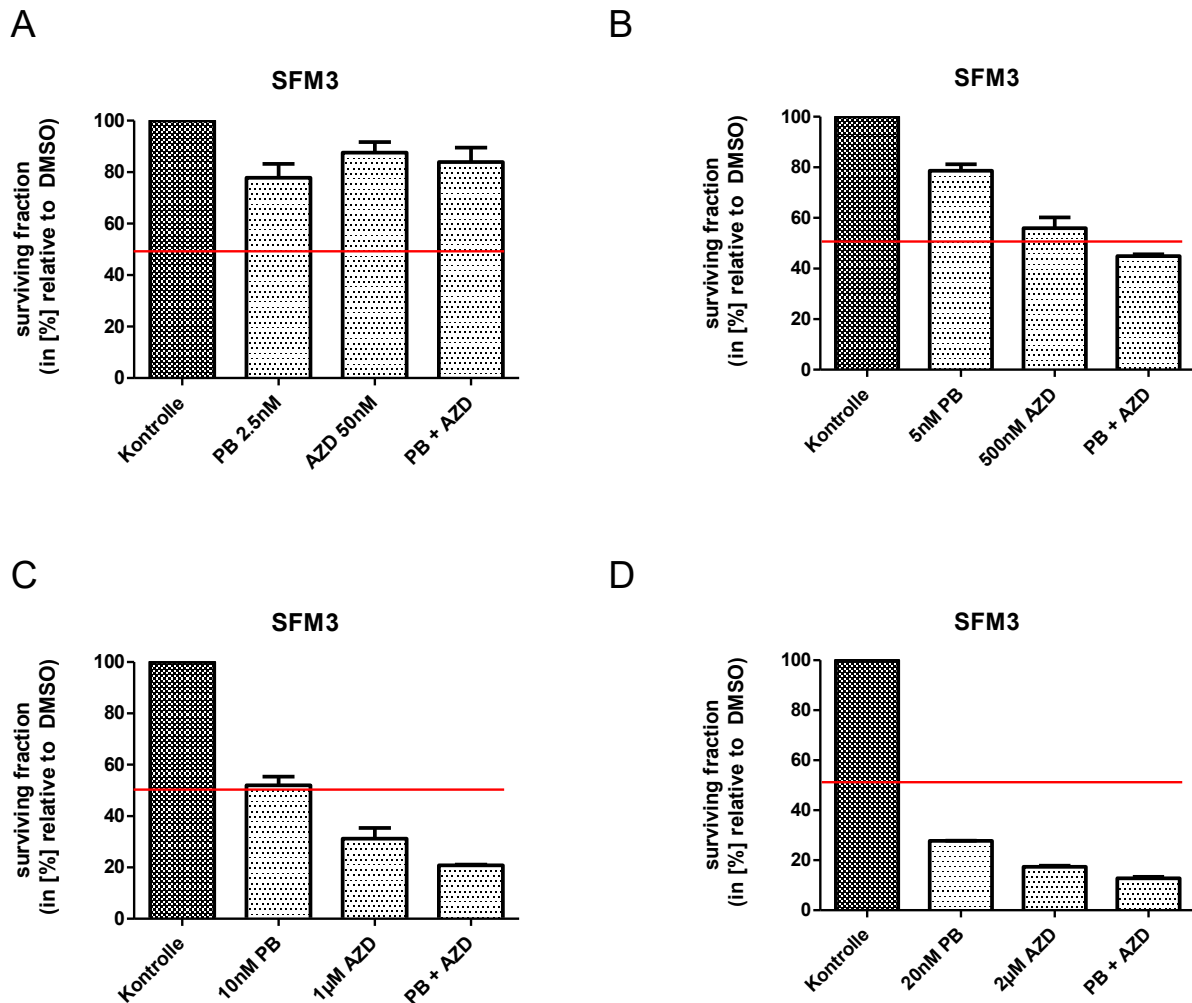 A
SFM3
surviving fraction
(in [%] relative to DMSO)
100
80
60
40
20
0
Kontrolle
PB 2.5nM
AZD 50nM
PB + AZD
B
SFM3
surviving fraction
(in [%] relative to DMSO)
100
80
60
40
20
0
Kontrolle
5nM PB
500nM AZD
PB + AZD
C
SFM3
surviving fraction
(in [%] relative to DMSO)
100
80
60
40
20
0
Kontrolle
10nM PB
1µM AZD
PB + AZD
D
SFM3
surviving fraction
(in [%] relative to DMSO)
100
80
60
40
20
0
Kontrolle
20nM PB
2µM AZD
PB + AZD